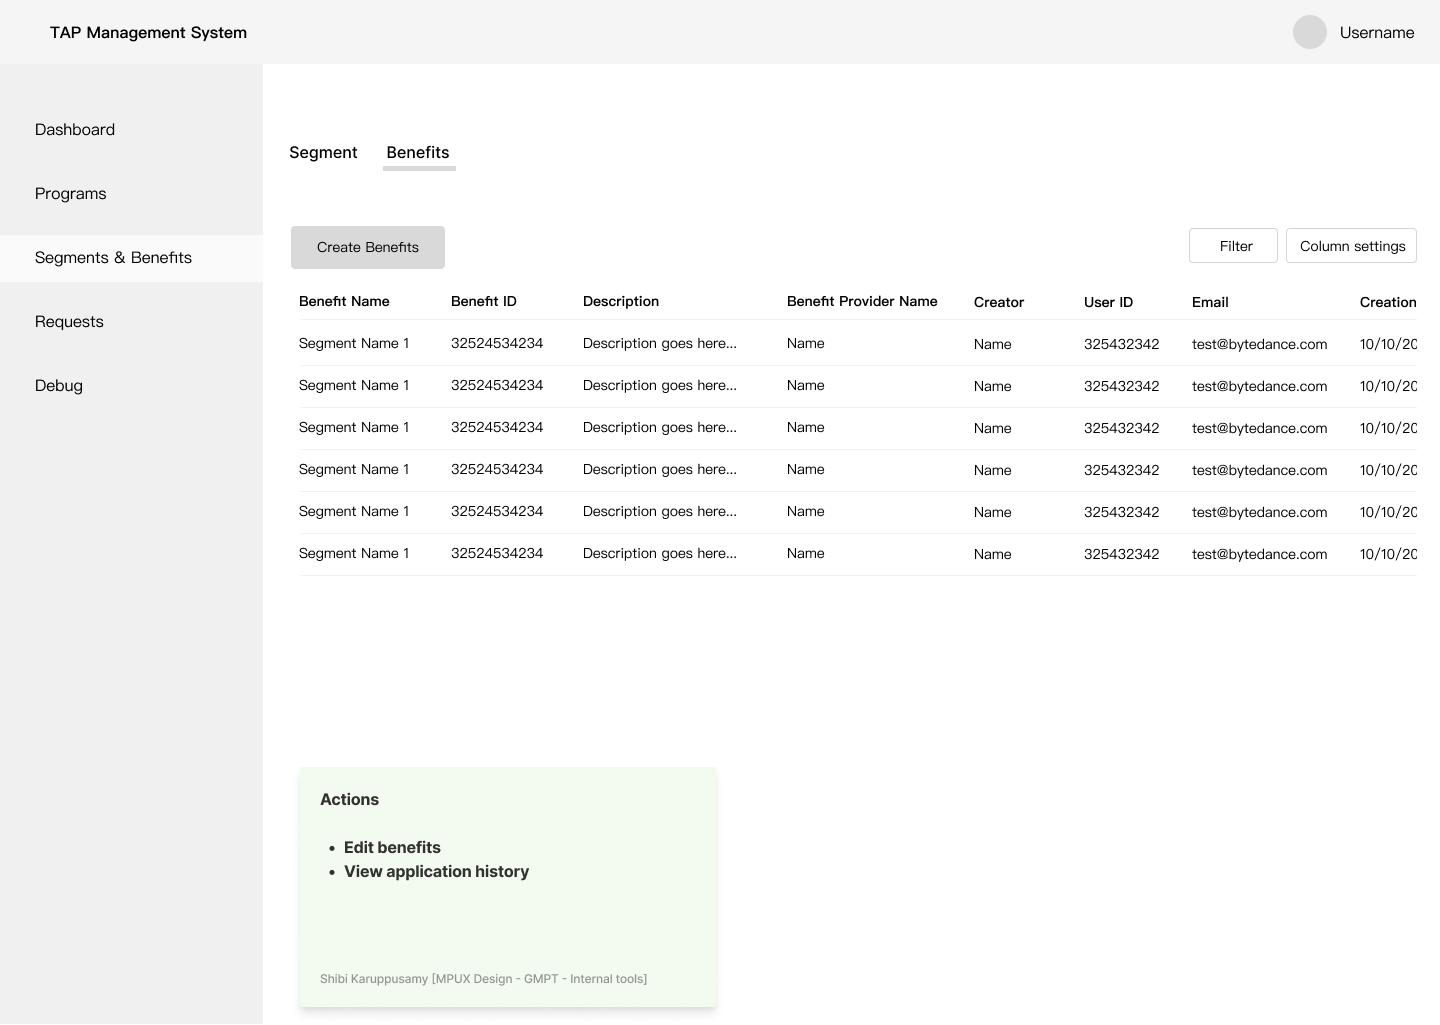 TAP Management System
Username
Dashboard
Programs
Segments & Benefits
Requests
Debug
Segment Benefits
Create Benefits
Filter Column settings
Benefit Name Benefit ID Description Benefit Provider Name Creator User ID Email Creation
Segment Name 1 32524534234 Description goes here... Name Name 325432342 test@bytedance.com 10/10/20
Segment Name 1 32524534234 Description goes here... Name Name 325432342 test@bytedance.com 10/10/20
Segment Name 1 32524534234 Description goes here... Name Name 325432342 test@bytedance.com 10/10/20
Segment Name 1 32524534234 Description goes here... Name Name 325432342 test@bytedance.com 10/10/20
Segment Name 1 32524534234 Description goes here... Name Name 325432342 test@bytedance.com 10/10/20
Segment Name 1 32524534234 Description goes here... Name Name 325432342 test@bytedance.com 10/10/20
Actions
• Edit benefits
• View application history
Shibi Karuppusamy [MPUX Design - GMPT - Internal tools]